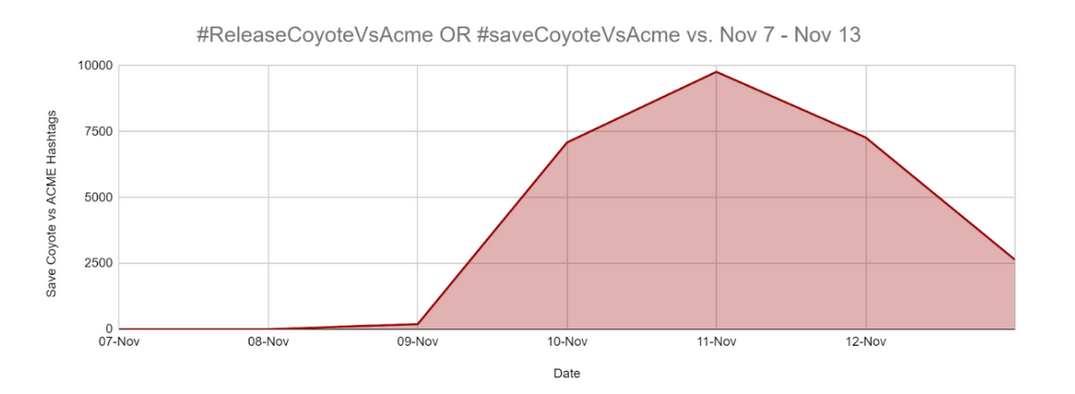 #ReleaseCoyoteVsAcme OR #saveCoyoteVsAcme vs. Nov 7 - Nov 13
Save Coyote vs ACME Hashtags
10000
7500
5000
2500
0
07-Nov
08-Nov
09-Nov
10-Nov
11-Nov
12-Nov
Date